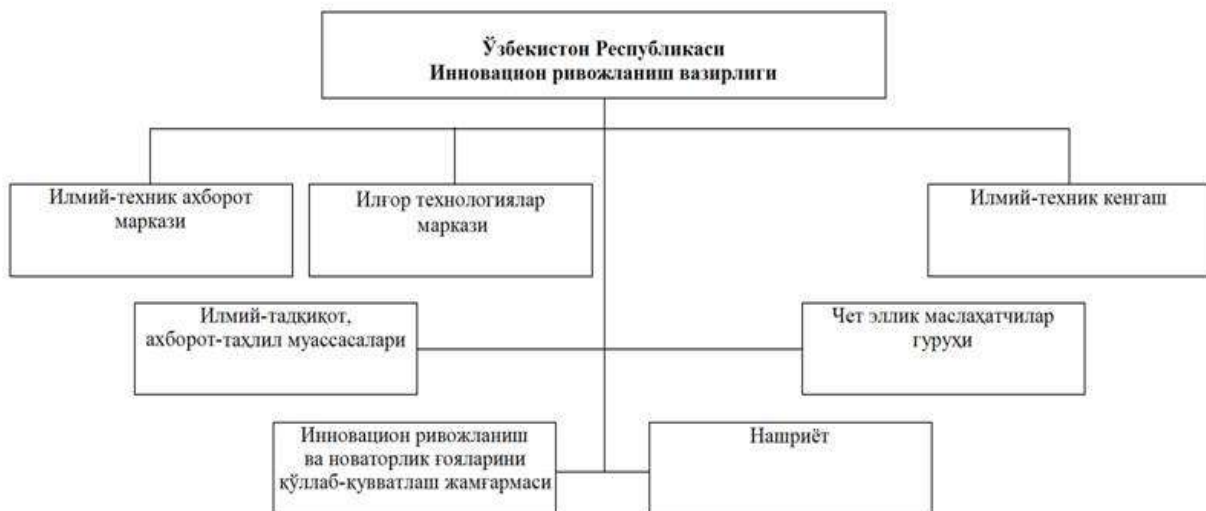 Ўзбекистон Республикаси
Инновацион ривожланиш вазирлиги
Илмий-техник ахборот
маркази
Илғор технологиялар
маркази
Илмий-техник кенгаш
Илмий-тадқиқот,
ахборот-таҳлил муассасалари
Чет эллик маслаҳатчилар
гуруҳи
Инновацион ривожланиш
ва новаторлик ғояларини
қўллаб-қувватлаш жамғармаси
Нашриёт